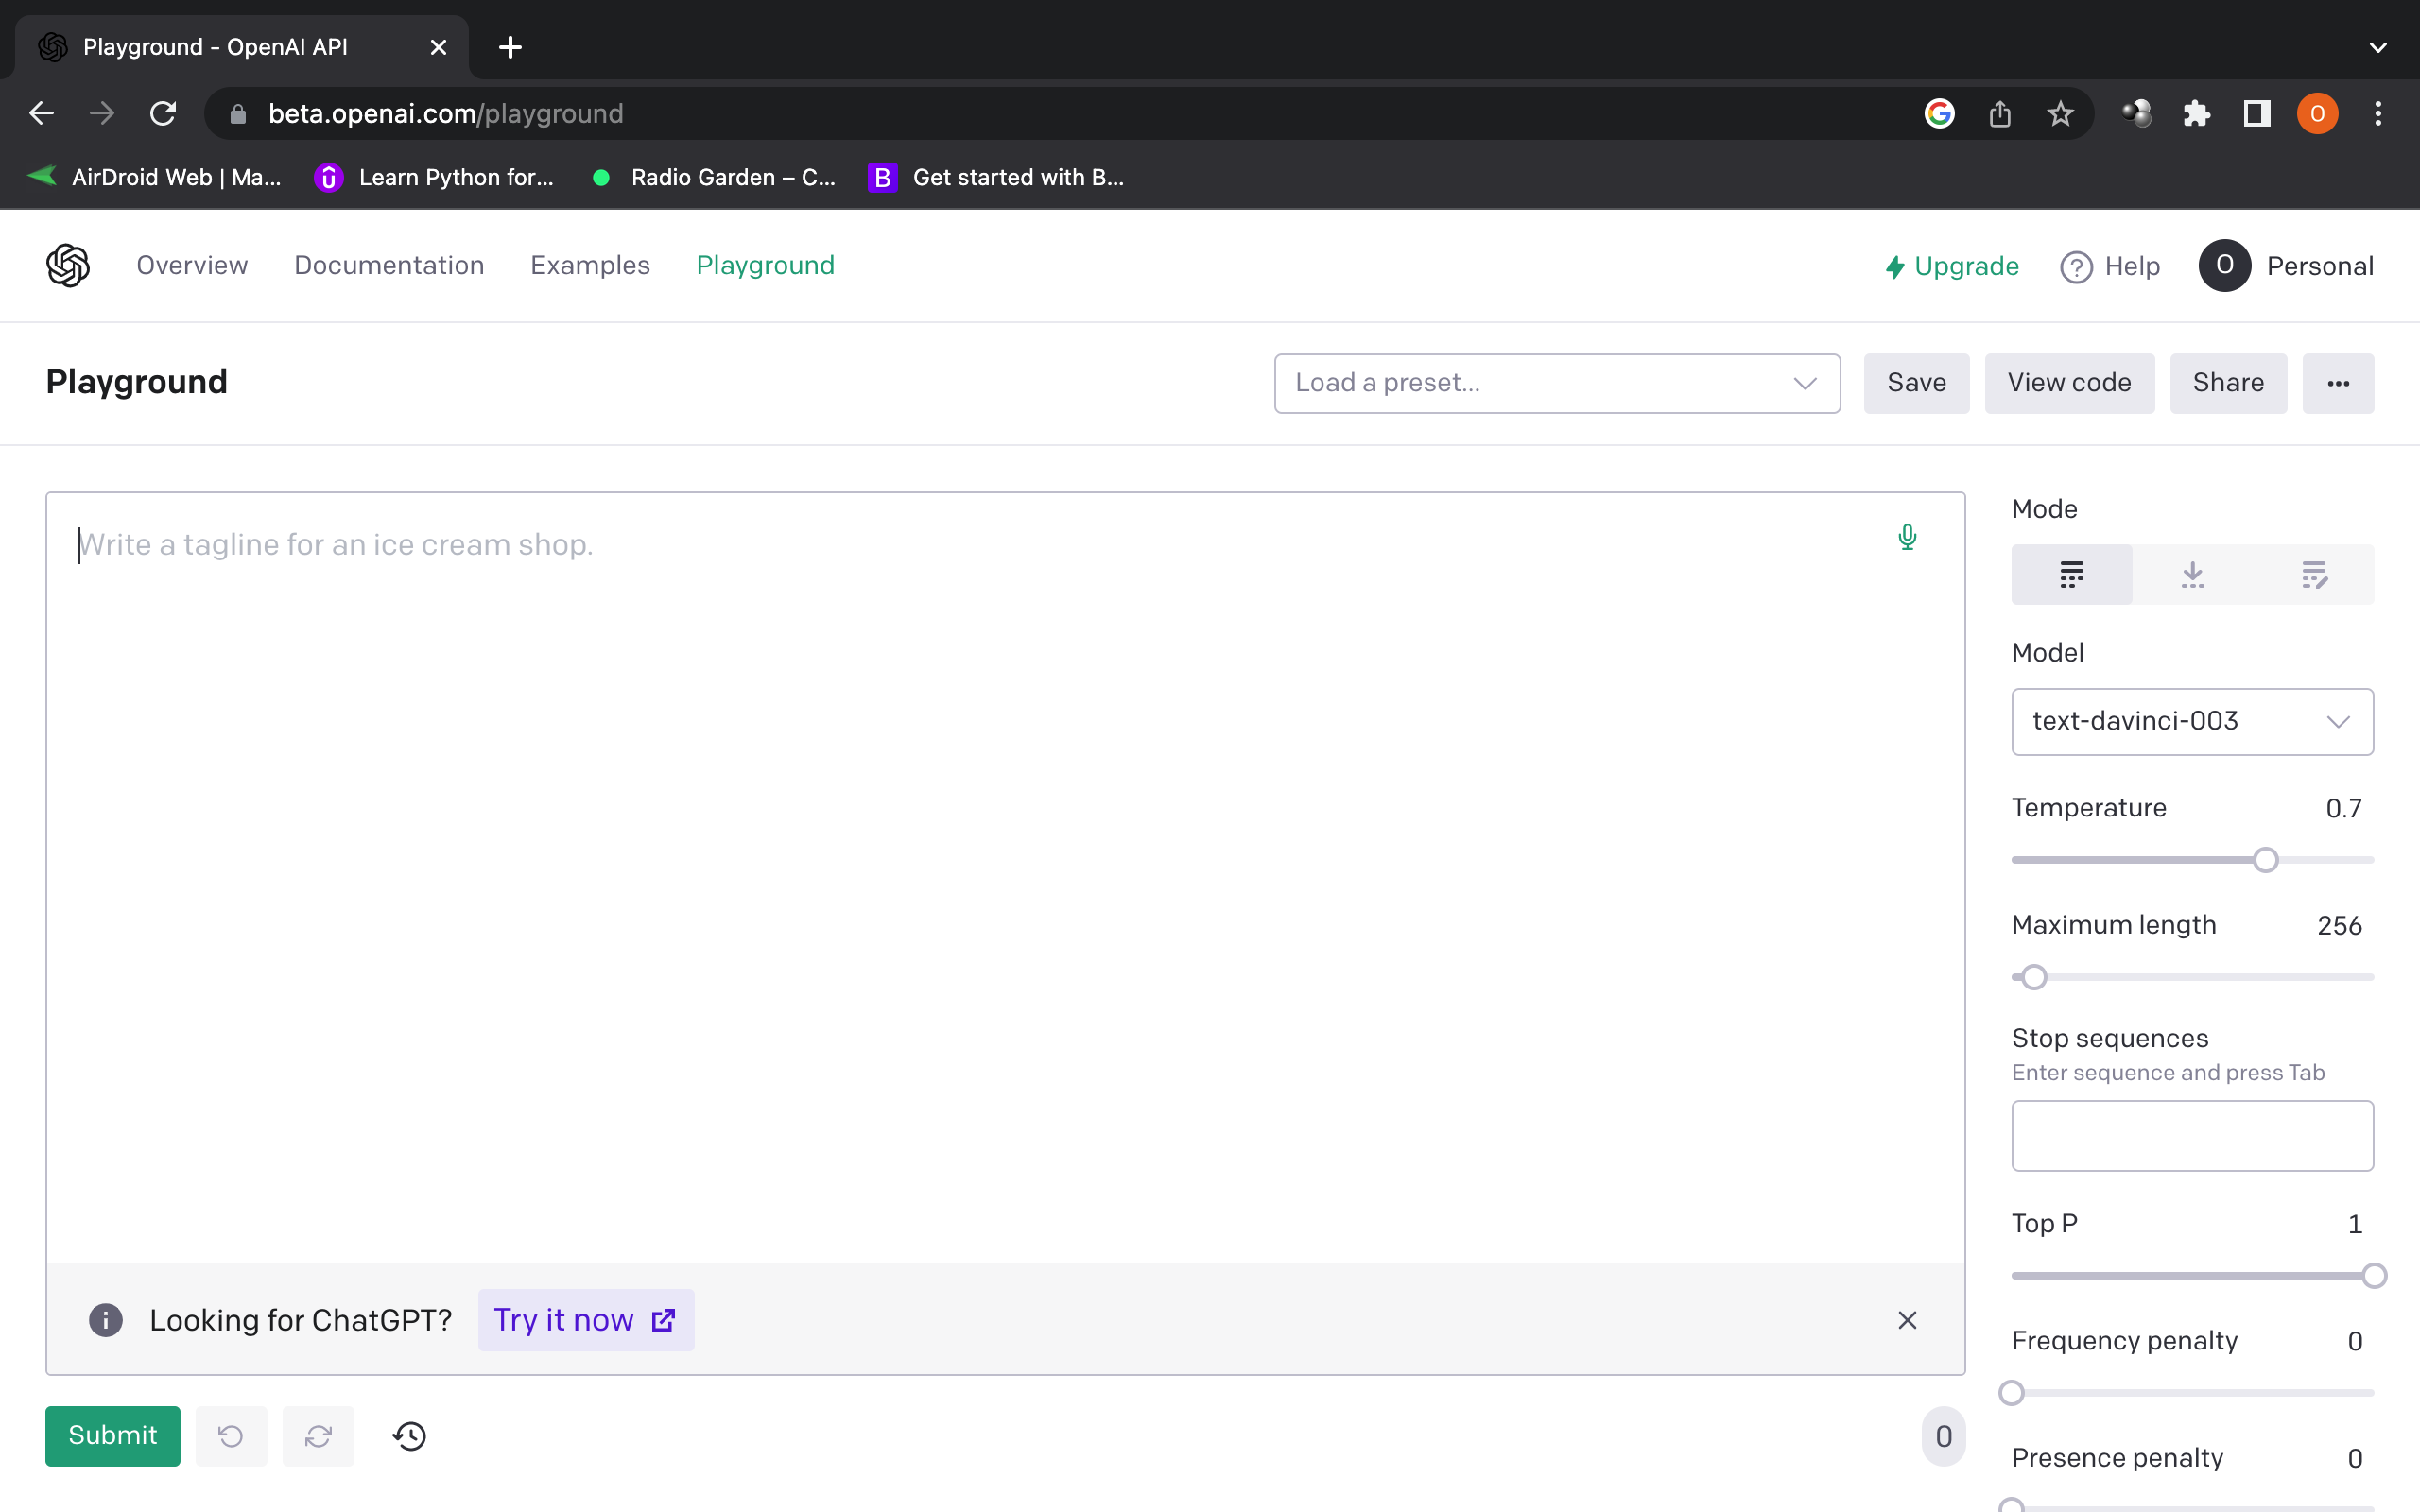 Playground - OpenAI API
beta.openai.com/playground
AirDroid Web | Ma... Learn Python for... Radio Garden – C... B Get started with B...
Overview Documentation Examples Playground Upgrade Help O Personal
Playground Load a preset... Save View code Share
Write a tagline for an ice cream shop.
Mode
Model
text-davinci-003
Temperature 0.7
Maximum length 256
Stop sequences
Enter sequence and press Tab
Top P 1
Looking for ChatGPT? Try it now
Frequency penalty 0
Submit 0
Presence penalty 0